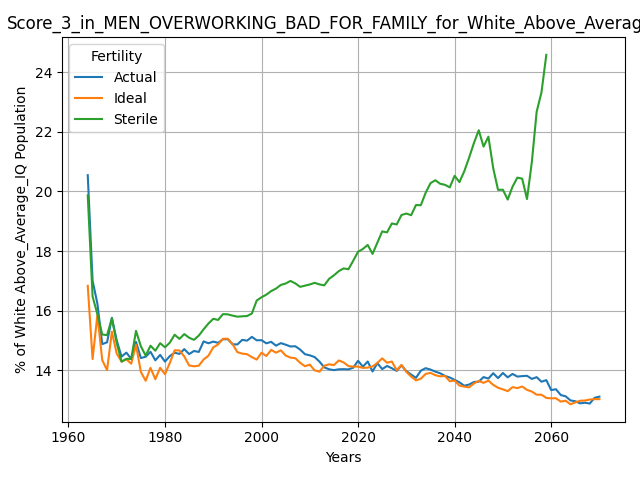 Score_3_in_MEN_OVERWORKING_BAD_FOR_FAMILY_for_White_Above_Averag
% of White Above_Average_IQ Population
Fertility
Actual
Ideal
Sterile
24
22
20
18
16
14
1960
1980
2000
2020
2040
2060
Years